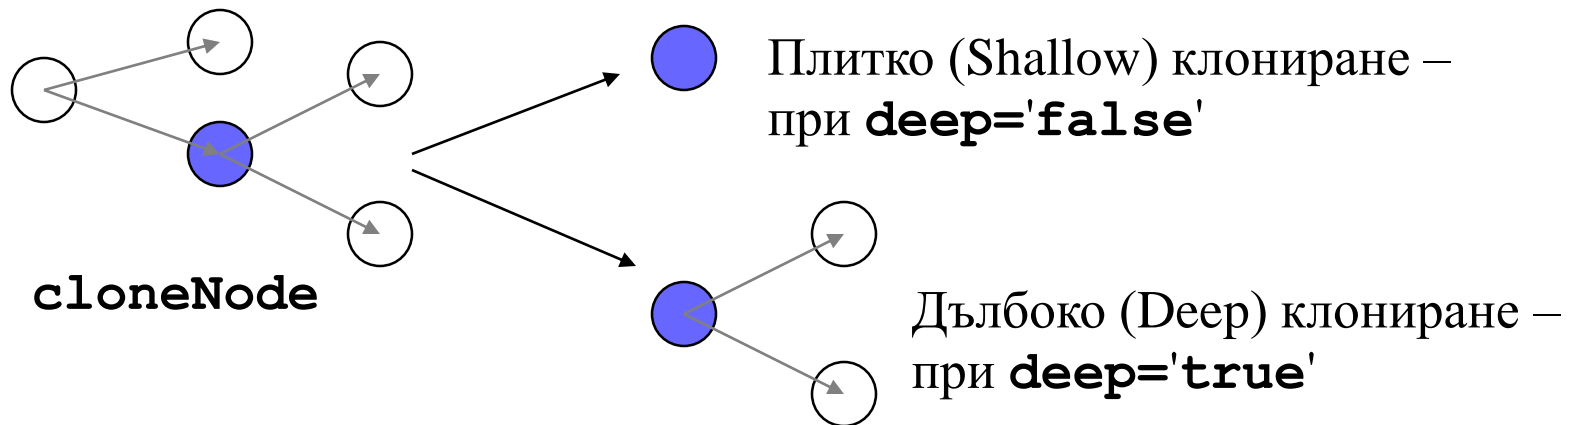 Плитко (Shallow) клониране –
при deep='false'
cloneNode
Дълбоко (Deep) клониране –
при deep='true'